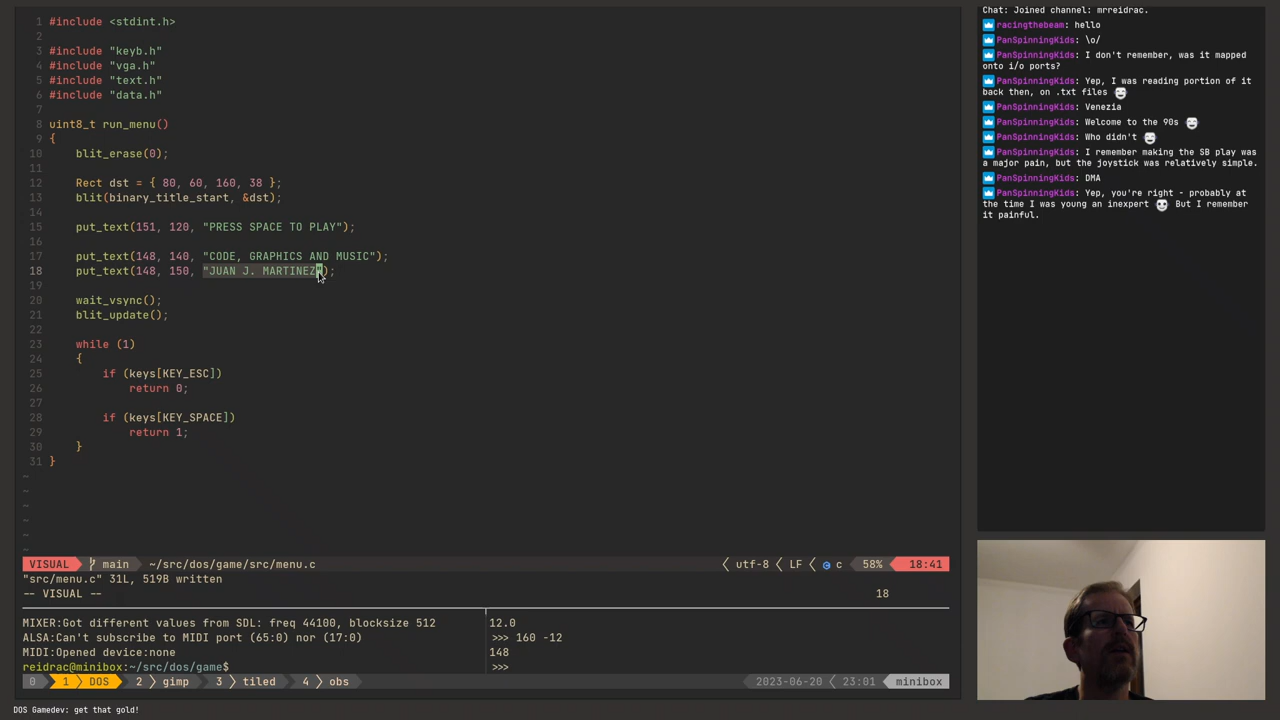 1 #include <stdint.h>
2
3 #include "keyb.h"
4 #include "vga.h"
5 #include "text.h"
6 #include "data.h"
7
8 uint8_t run_menu()
9 {
10     blit_erase(0);
11
12     Rect dst = { 80, 60, 160, 38 };
13     blit(binary_title_start, &dst);
14
15     put_text(151, 120, "PRESS SPACE TO PLAY");
16
17     put_text(148, 140, "CODE, GRAPHICS AND MUSIC");
18     put_text(148, 150, "JUAN J. MARTINEZ");
19
20     wait_vsync();
21     blit_update();
22
23     while (1)
24     {
25         if (keys[KEY_ESC])
26             return 0;
27
28         if (keys[KEY_SPACE])
29             return 1;
30     }
31 }
~
~
~
~
~
~
VISUAL main ~/src/dos/game/src/menu.c utf-8 LF c 58% 18:41
"src/menu.c" 31L, 519B written
-- VISUAL -- 18
MIXER:Got different values from SDL: freq 44100, blocksize 512
ALSA:Can't subscribe to MIDI port (65:0) nor (17:0)
MIDI:Opened device:none
reidrac@minibox:~/src/dos/game$
12.0
>>> 160 -12
148
>>>
0 1 DOS 2 gimp 3 tiled 4 obs 2023-06-20 23:01 minibox
DOS Gamedev: get that gold!
Chat: Joined channel: mrreidrac.
racingthebeam: hello
PanSpinningKids: \o/
PanSpinningKids: I don't remember, was it mapped
onto i/o ports?
PanSpinningKids: Yep, I was reading portion of it
back then, on .txt files
PanSpinningKids: Venezia
PanSpinningKids: Welcome to the 90s
PanSpinningKids: Who didn't
PanSpinningKids: I remember making the SB play was
a major pain, but the joystick was relatively simple.
PanSpinningKids: DMA
PanSpinningKids: Yep, you're right - probably at
the time I was young an inexpert But I remember
it painful.